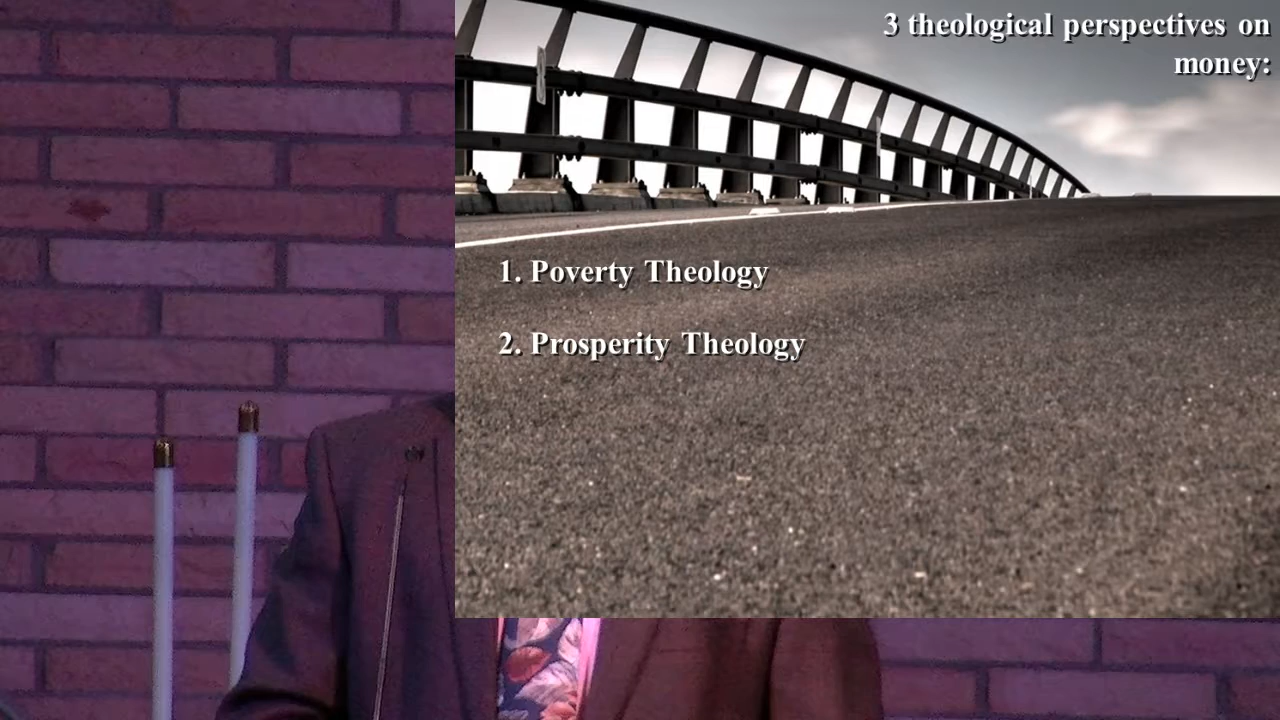 3 theological perspectives on
money:
1. Poverty Theology
2. Prosperity Theology